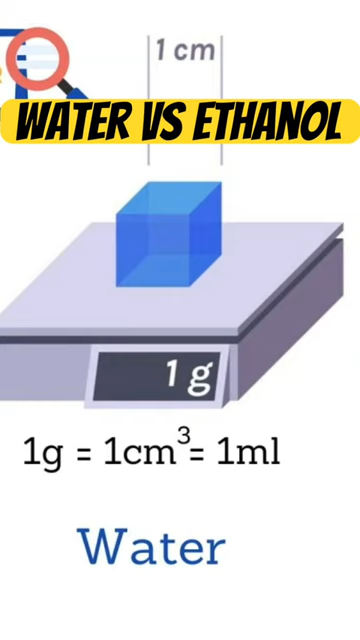 1 cm
WATER VS ETHANOL
1 g
1g = 1cm³= 1ml
Water